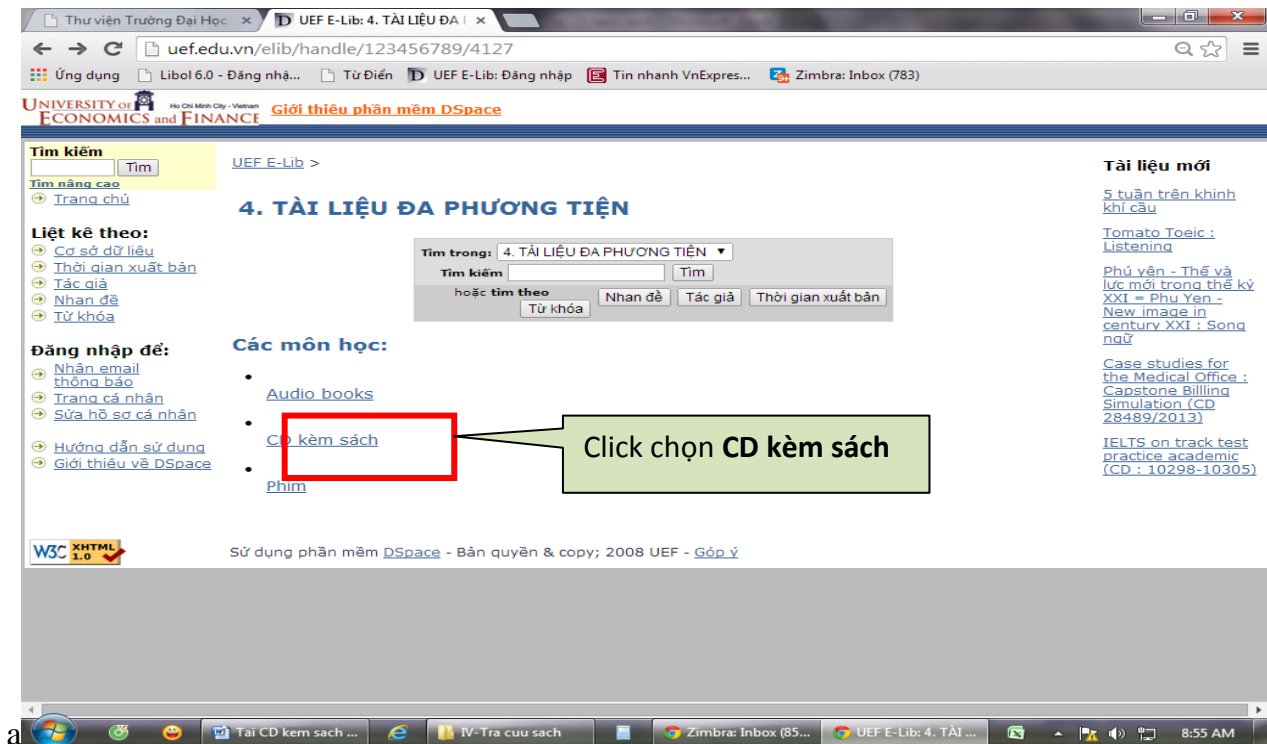 Thư viện Trường Đại Học
UEF E-Lib: 4. TÀI LIỆU ĐA
uef.edu.vn/elib/handle/123456789/4127
Ứng dụng Libol 6.0 - Đăng nhậ... Từ Điển UEF E-Lib: Đăng nhập Tin nhanh VnExpres... Zimbra: Inbox (783)
UNIVERSITY OF Ho Chi Minh City - Vietnam
ECONOMICS and FINANCE
Giới thiệu phần mềm DSpace
Tìm kiếm
Tìm
Tìm nâng cao
Trang chủ
Liệt kê theo:
Cơ sở dữ liệu
Thời gian xuất bản
Tác giả
Nhan đề
Từ khóa
Đăng nhập để:
Nhận email
thông báo
Trang cá nhân
Sửa hồ sơ cá nhân
Hướng dẫn sử dụng
Giới thiệu về DSpace
UEF E-Lib >
4. TÀI LIỆU ĐA PHƯƠNG TIỆN
Tìm trong: 4. TÀI LIỆU ĐA PHƯƠNG TIỆN
Tìm kiếm Tìm
hoặc tìm theo Nhan đề Tác giả Thời gian xuất bản
Từ khóa
Các môn học:
Audio books
CD kèm sách
Phim
Click chọn CD kèm sách
Tài liệu mới
5 tuần trên khinh
khí cầu
Tomato Toeic :
Listening
Phú yên - Thế và
lực mới trong thế kỷ
XXI = Phu Yen -
New image in
century XXI : Song
ngữ
Case studies for
the Medical Office :
Capstone Billling
Simulation (CD
28489/2013)
IELTS on track test
practice academic
(CD : 10298-10305)
W3C XHTML
1.0
Sử dụng phần mềm DSpace - Bản quyền & copy; 2008 UEF - Góp ý
a
Tai CD kem sach ... IV-Tra cuu sach Zimbra: Inbox (85... UEF E-Lib: 4. TÀI ... 8:55 AM